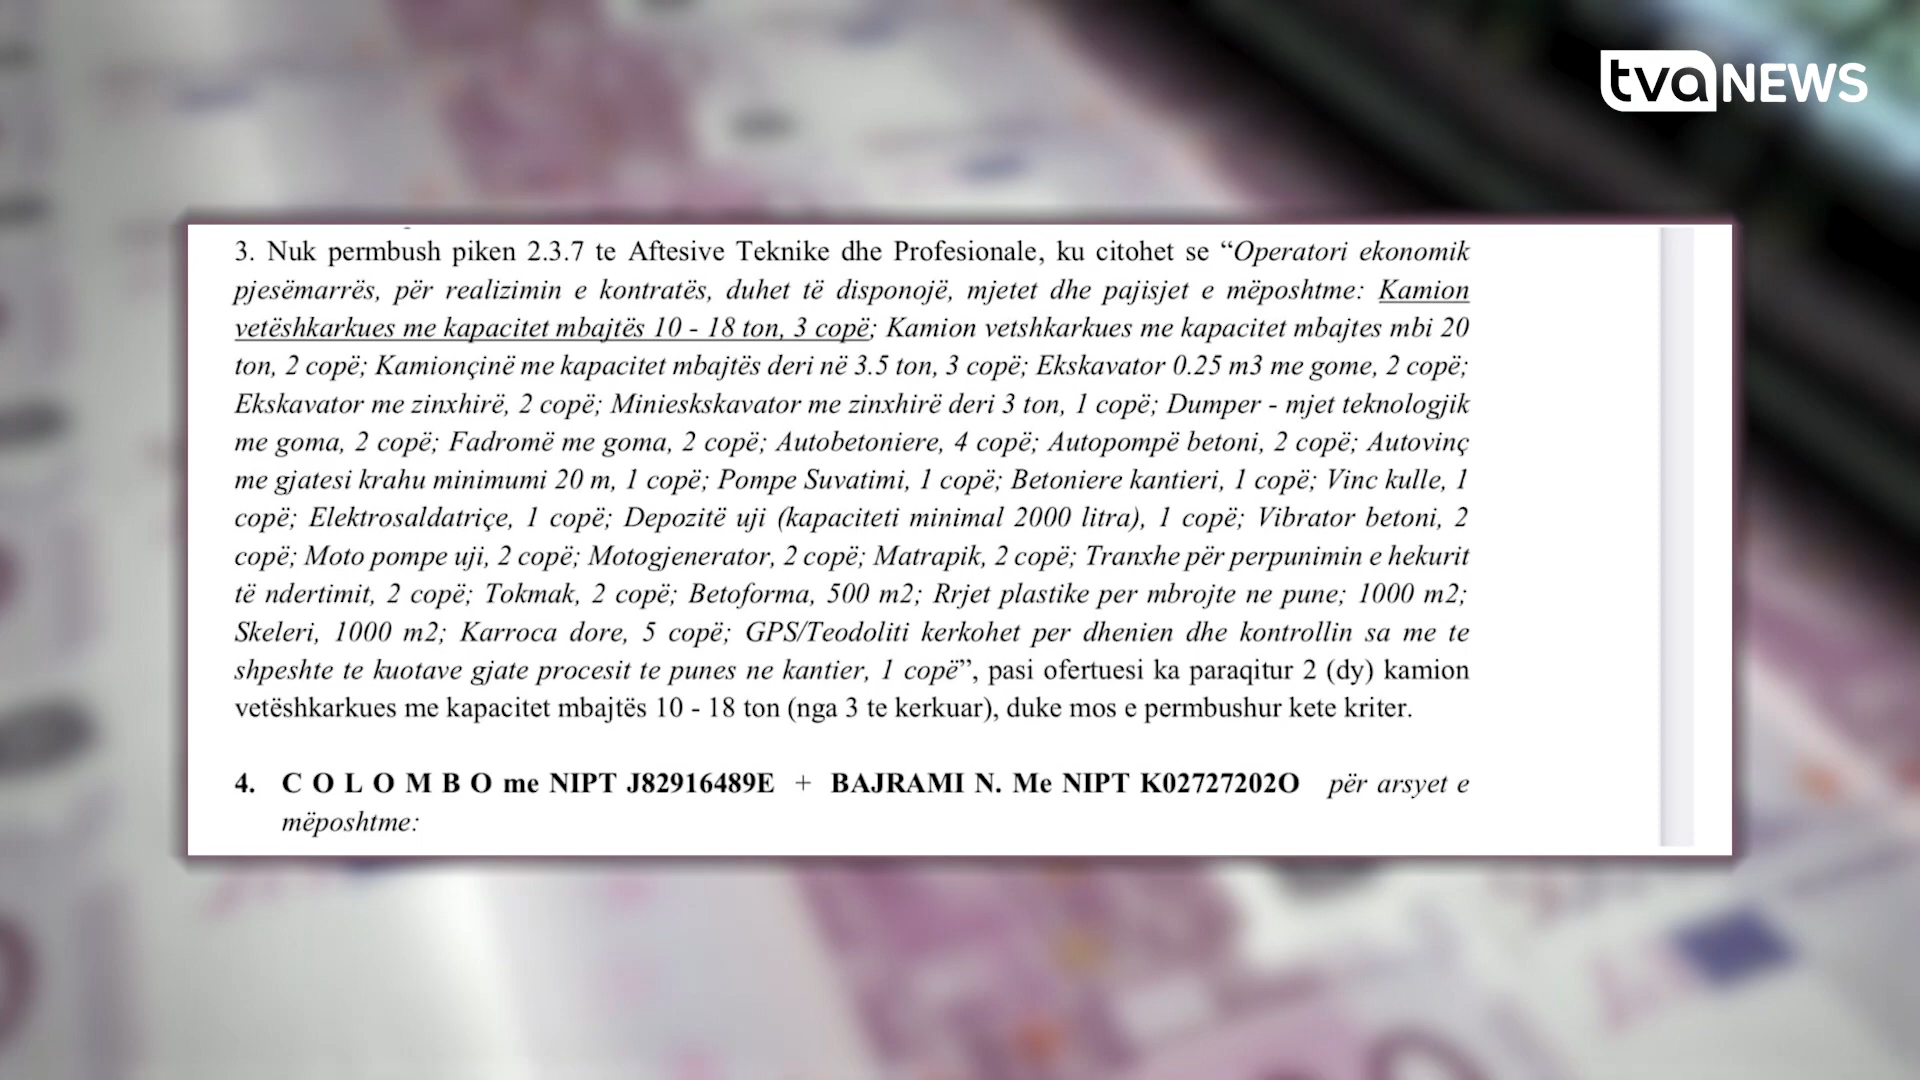 tva NEWS
3. Nuk permbush piken 2.3.7 te Aftesive Teknike dhe Profesionale, ku citohet se “Operatori ekonomik
pjesëmarrës, për realizimin e kontratës, duhet të disponojë, mjetet dhe pajisjet e mëposhtme: Kamion
vetëshkarkues me kapacitet mbajtës 10 - 18 ton, 3 copë; Kamion vetshkarkues me kapacitet mbajtes mbi 20
ton, 2 copë; Kamionçinë me kapacitet mbajtës deri në 3.5 ton, 3 copë; Ekskavator 0.25 m3 me gome, 2 copë;
Ekskavator me zinxhirë, 2 copë; Minieskskavator me zinxhirë deri 3 ton, 1 copë; Dumper - mjet teknologjik
me goma, 2 copë; Fadromë me goma, 2 copë; Autobetoniere, 4 copë; Autopompë betoni, 2 copë; Autovinç
me gjatesi krahu minimumi 20 m, 1 copë; Pompe Suvatimi, 1 copë; Betoniere kantieri, 1 copë; Vinc kulle, 1
copë; Elektrosaldatriçe, 1 copë; Depozitë uji (kapaciteti minimal 2000 litra), 1 copë; Vibrator betoni, 2
copë; Moto pompe uji, 2 copë; Motogjenerator, 2 copë; Matrapik, 2 copë; Tranxhe për perpunimin e hekurit
të ndertimit, 2 copë; Tokmak, 2 copë; Betoforma, 500 m2; Rrjet plastike per mbrojte ne pune; 1000 m2;
Skeleri, 1000 m2; Karroca dore, 5 copë; GPS/Teodoliti kerkohet per dhenien dhe kontrollin sa me te
shpeshte te kuotave gjate procesit te punes ne kantier, 1 copë”, pasi ofertuesi ka paraqitur 2 (dy) kamion
vetëshkarkues me kapacitet mbajtës 10 - 18 ton (nga 3 te kerkuar), duke mos e permbushur kete kriter.
4. C O L O M B O me NIPT J82916489E + BAJRAMI N. Me NIPT K02727202O për arsyet e
mëposhtme: